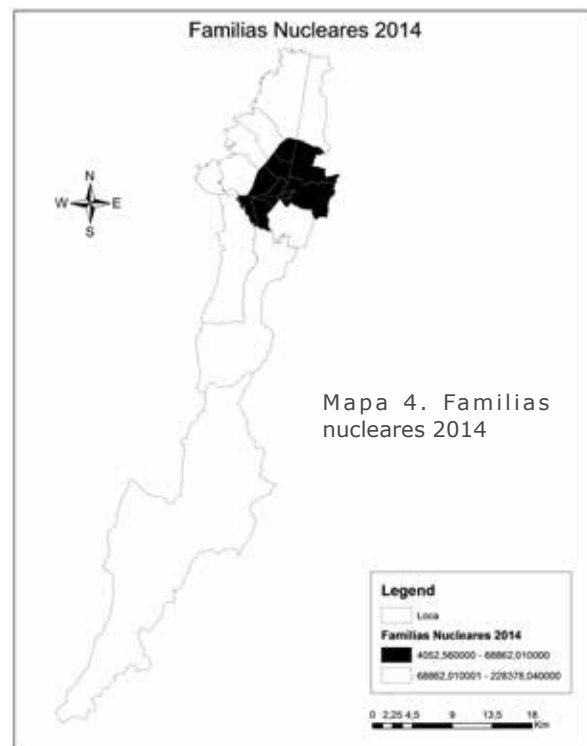 Familias Nucleares 2014
N
W
E
S
Mapa 4. Familias
nucleares 2014
Legend
Loca
Familias Nucleares 2014
4052,560000 - 68862,010000
68862,010001 - 228378,040000
0 2,25 4,5 9 13,5 18
Km